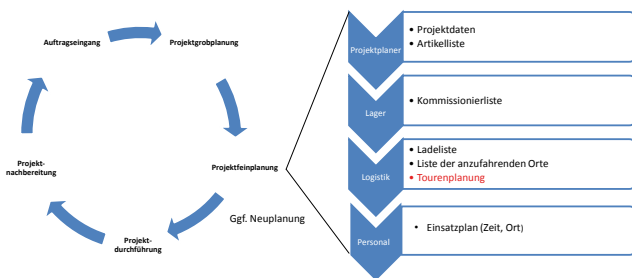 Auftragseingang
Projektgrobplanung
Projektfeinplanung
Ggf. Neuplanung
Projekt-
durchführung
Projekt-
nachbereitung
Projektplaner
• Projektdaten
• Artikelliste
Lager
• Kommissionierliste
Logistik
• Ladeliste
• Liste der anzufahrenden Orte
• Tourenplanung
Personal
• Einsatzplan (Zeit, Ort)